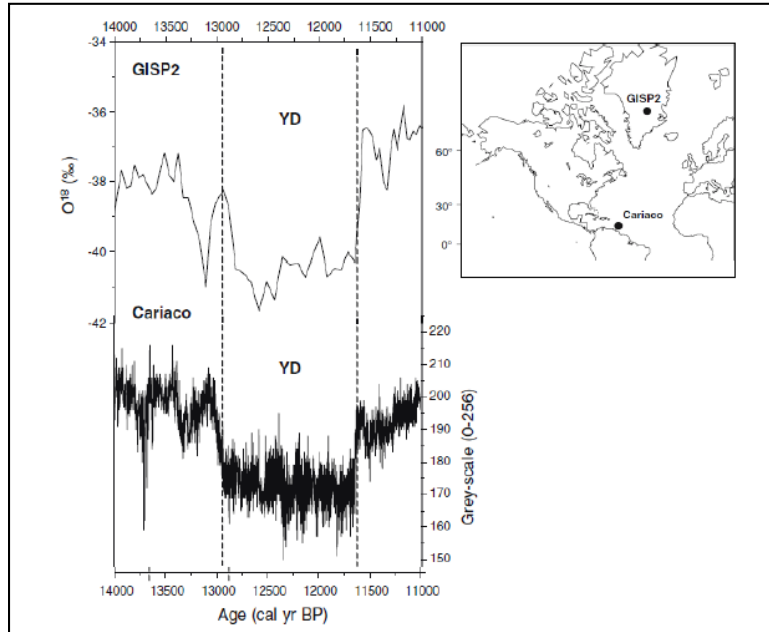 14000 13500 13000 12500 12000 11500 11000
-34
GISP2
YD
-36
-38
-40
-42
O¹⁸ (‰)
Cariaco
YD
220
210
200
190
180
170
160
150
Grey-scale (0-256)
14000 13500 13000 12500 12000 11500 11000
Age (cal yr BP)
GISP2
60°
30°
Cariaco
0°